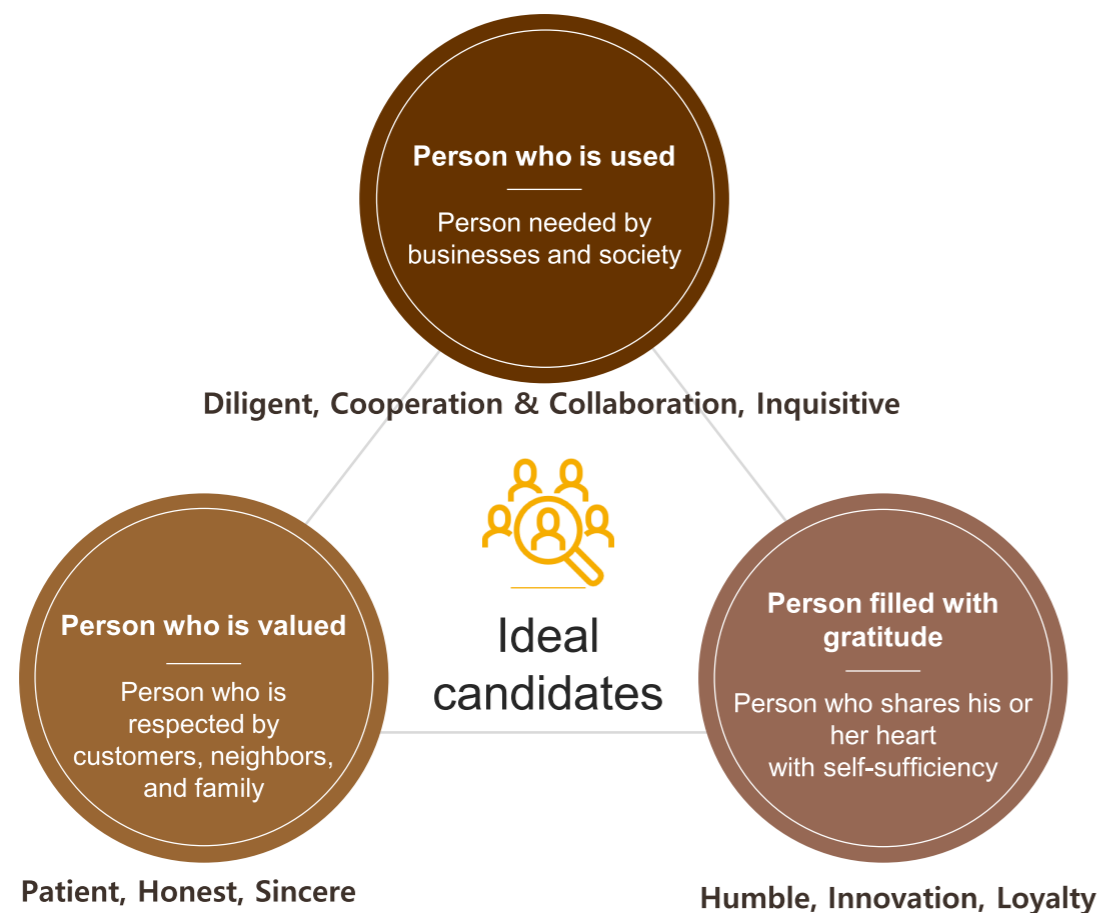 Person who is used
Person needed by
businesses and society
Diligent, Cooperation & Collaboration, Inquisitive
Ideal
candidates
Person who is valued
Person who is
respected by
customers, neighbors,
and family
Patient, Honest, Sincere
Person filled with
gratitude
Person who shares his or
her heart
with self-sufficiency
Humble, Innovation, Loyalty